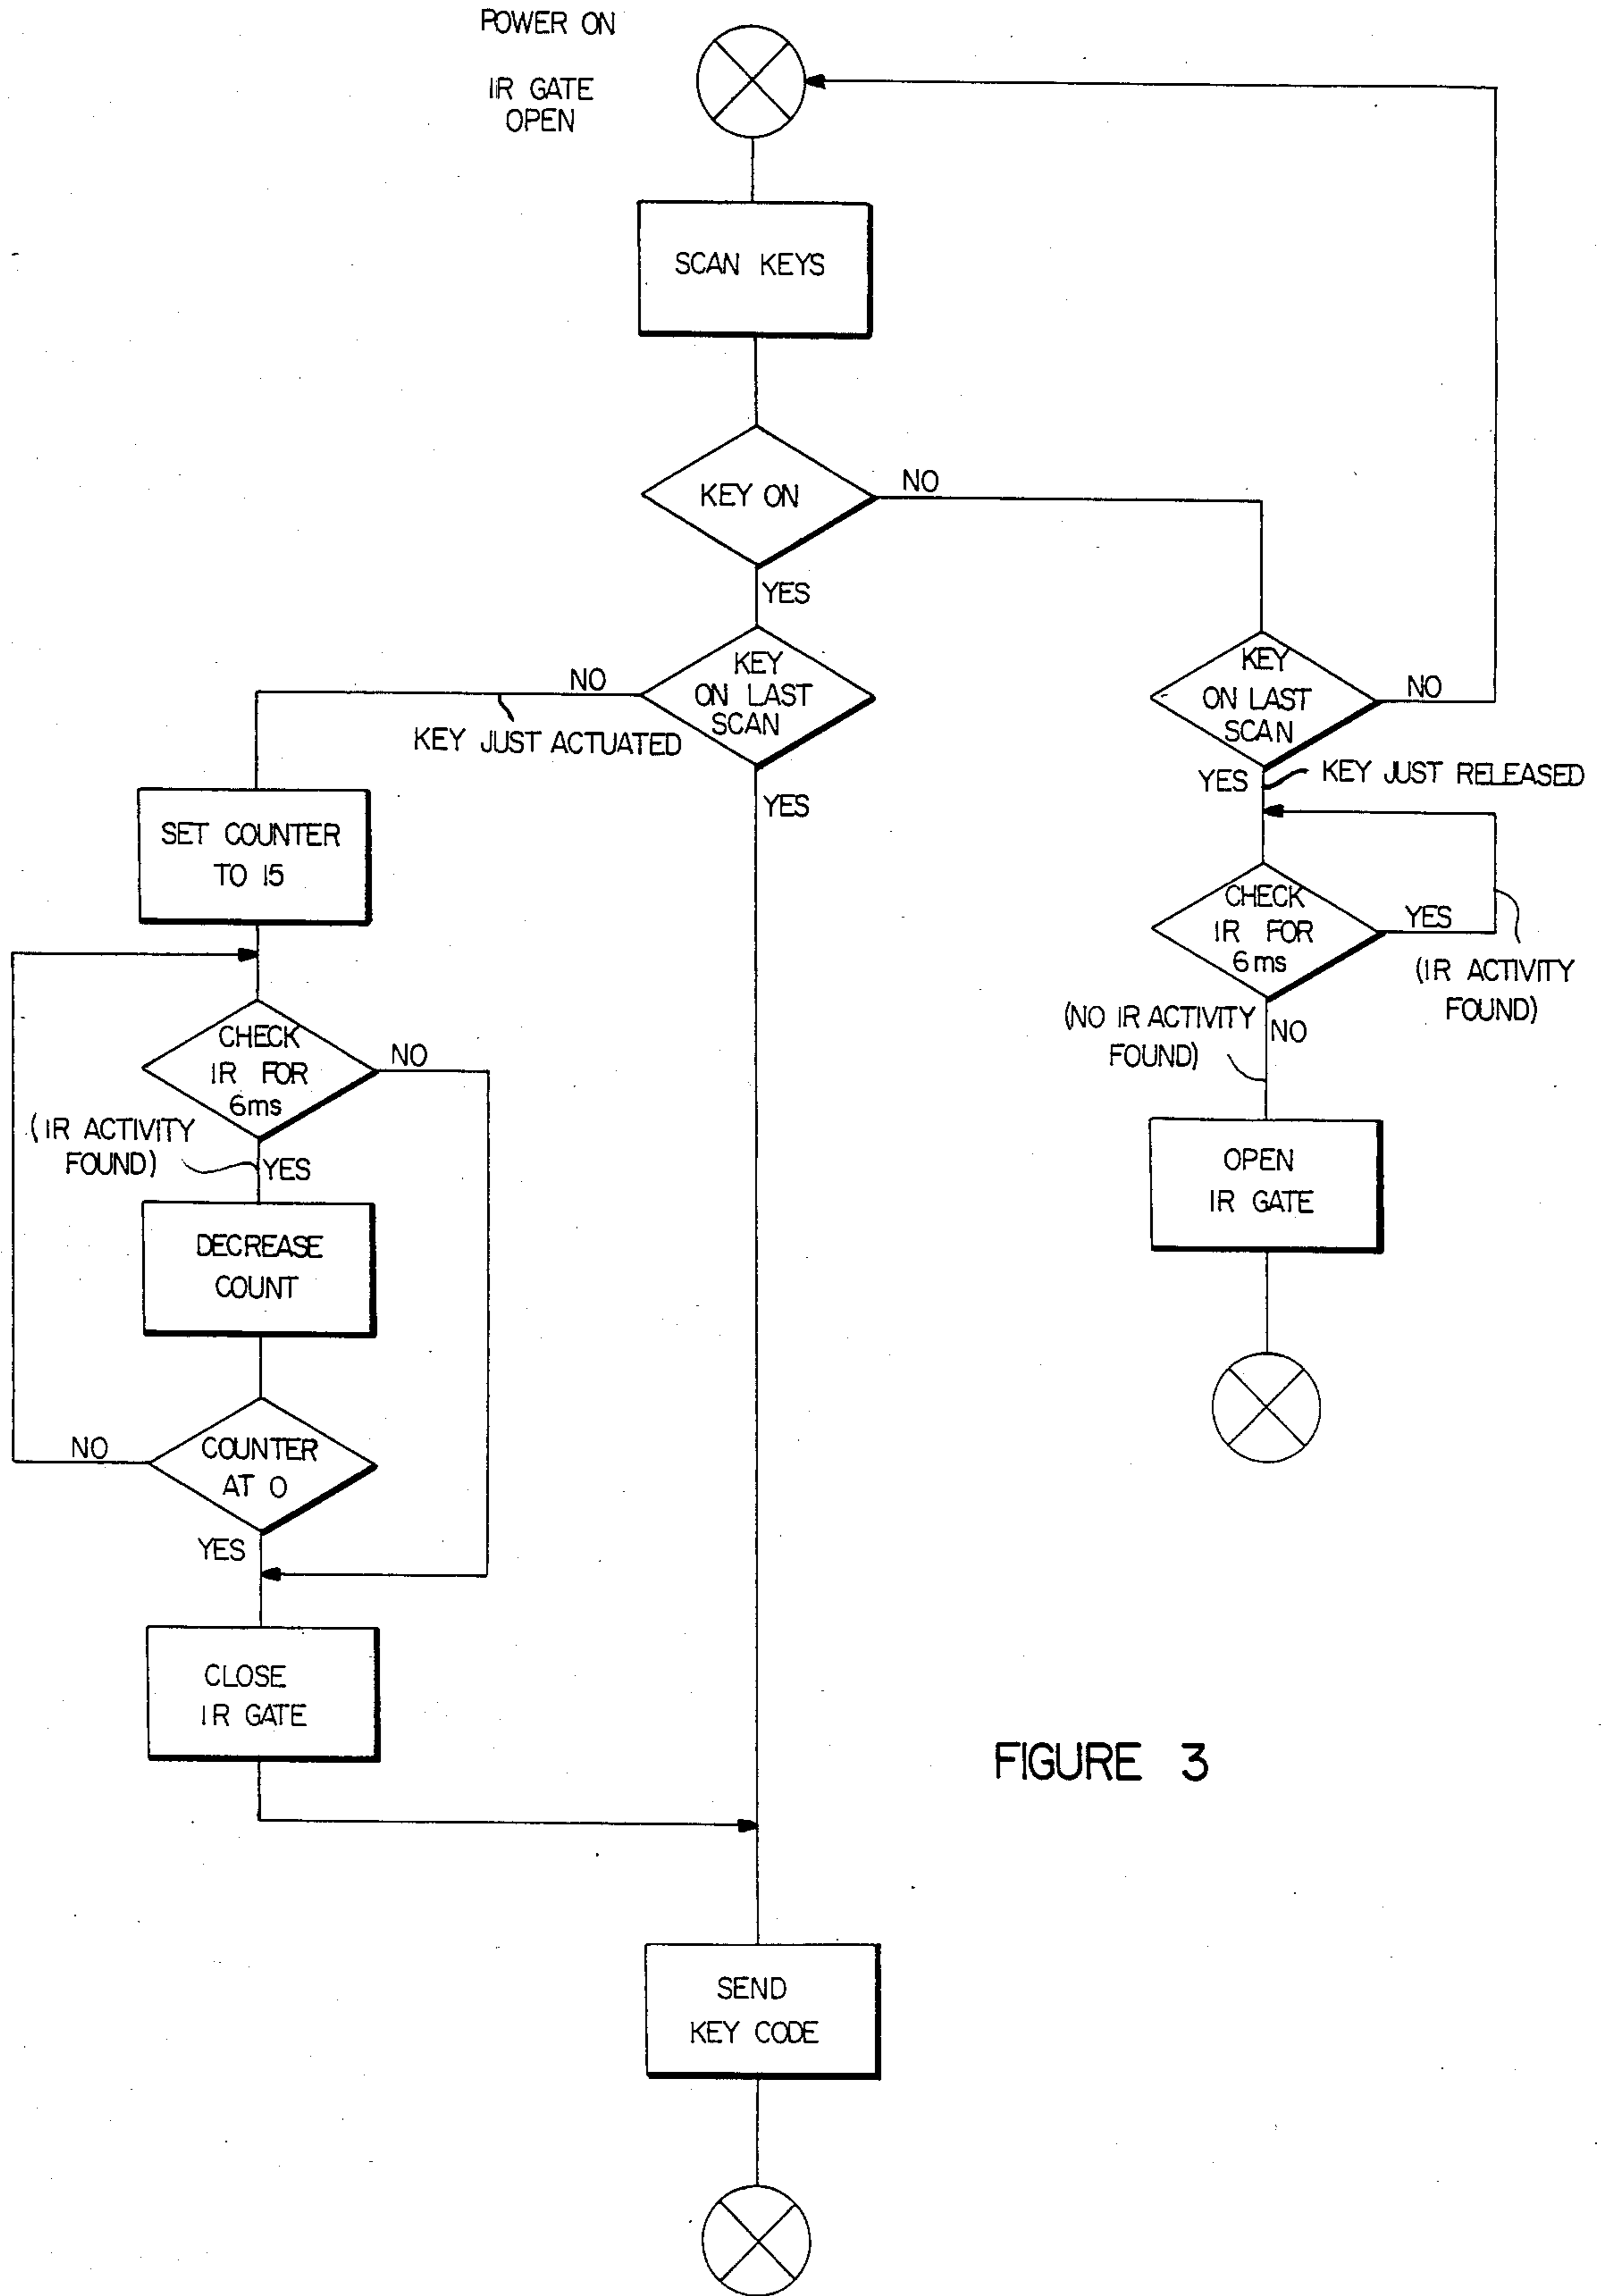 POWER ON
IR GATE
OPEN
SCAN KEYS
KEY ON
NO
YES
KEY
ON LAST
SCAN
NO
KEY JUST ACTUATED
YES
KEY
ON LAST
SCAN
NO
YES
KEY JUST RELEASED
SET COUNTER
TO 15
CHECK
IR FOR
6ms
YES
(IR ACTIVITY
FOUND)
(NO IR ACTIVITY
FOUND)
NO
CHECK
IR FOR
6ms
NO
(IR ACTIVITY
FOUND)
YES
OPEN
IR GATE
DECREASE
COUNT
COUNTER
AT 0
NO
YES
CLOSE
IR GATE
FIGURE 3
SEND
KEY CODE